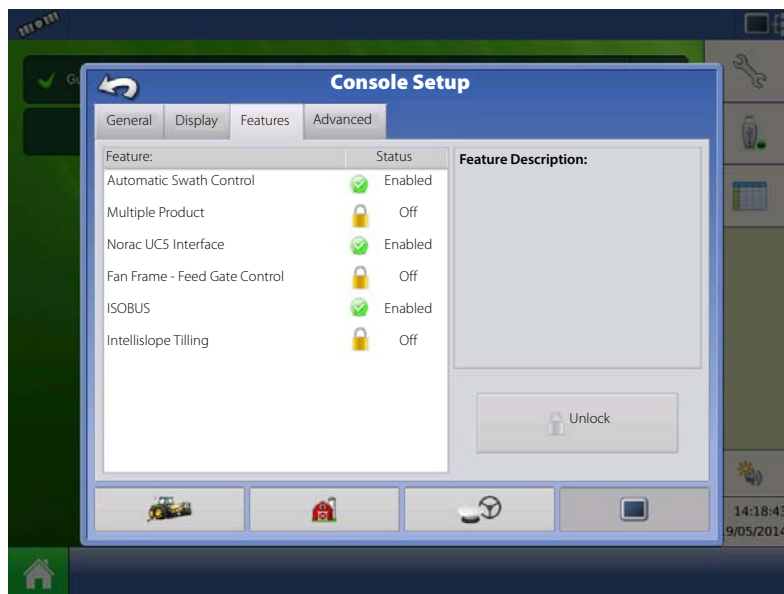 Console Setup
General Display Features Advanced
Feature: Status
Automatic Swath Control Enabled
Multiple Product Off
Norac UC5 Interface Enabled
Fan Frame - Feed Gate Control Off
ISOBUS Enabled
Intellislope Tilling Off
Feature Description:
Unlock
14:18:43
9/05/2014